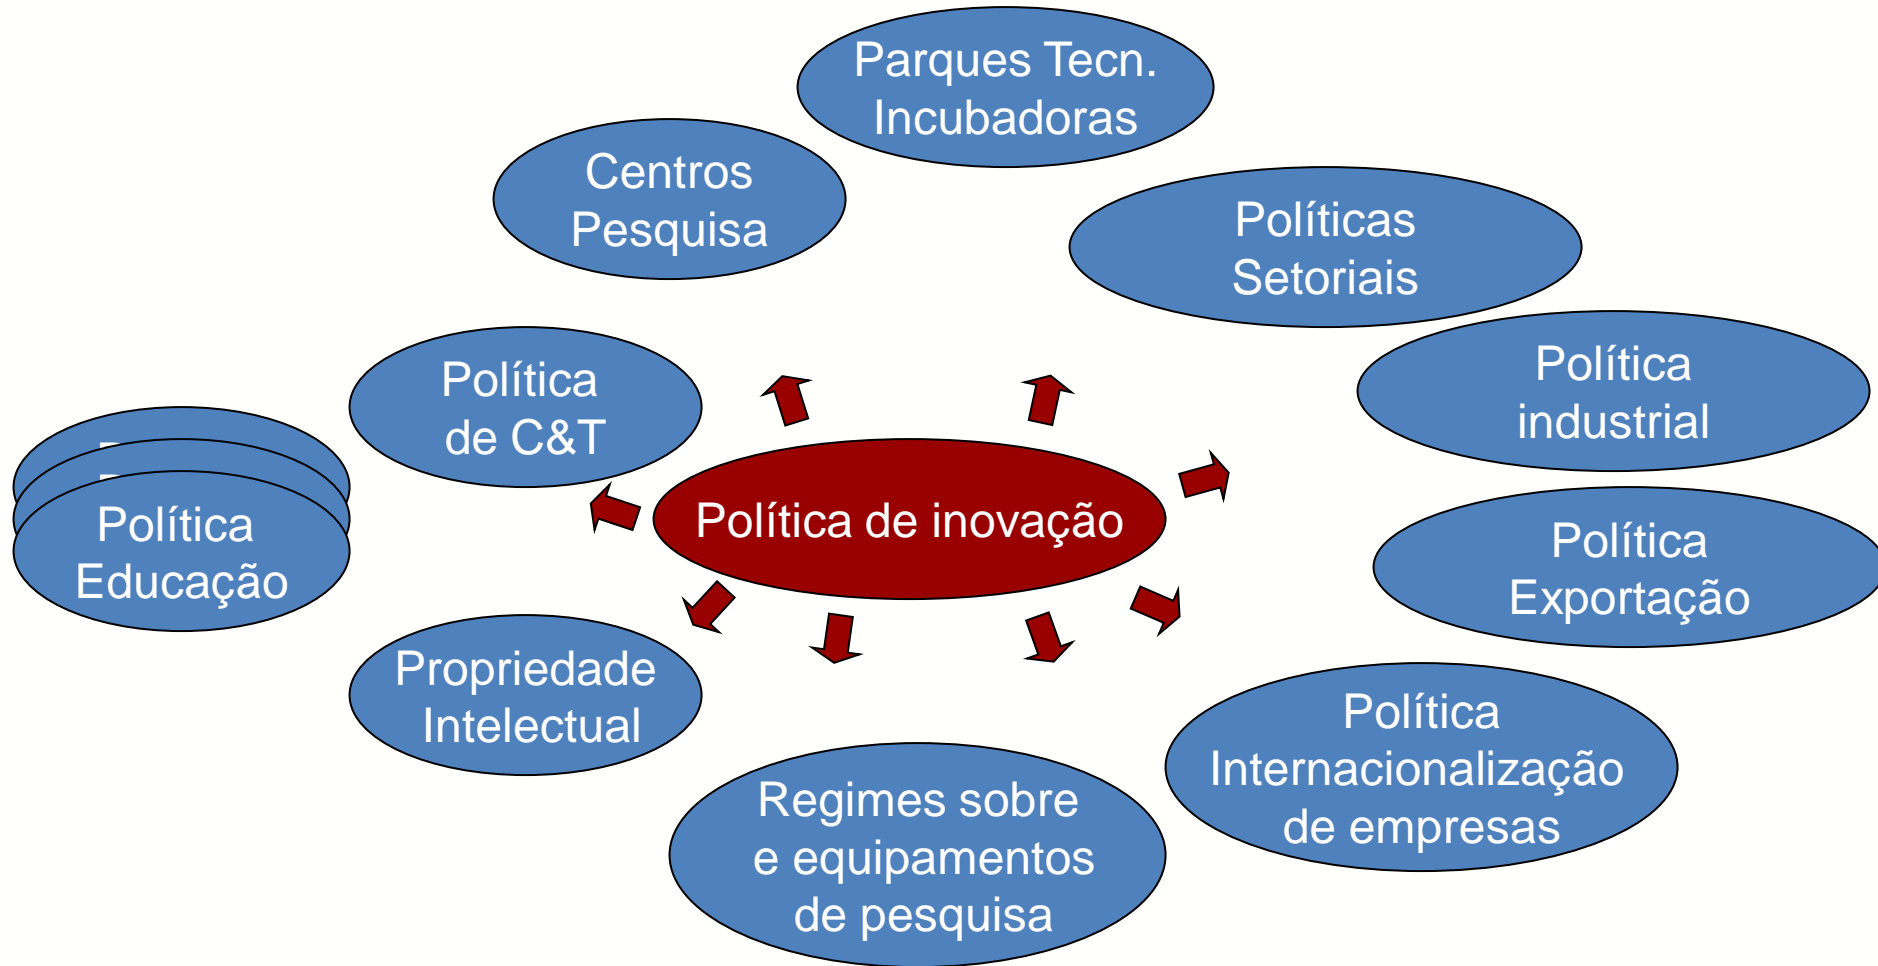 Parques Tecn.
Incubadoras
Centros
Pesquisa
Políticas
Setoriais
Política
industrial
Política
de C&T
Política de inovação
Política
Educação
Política
Exportação
Propriedade
Intelectual
Política
Internacionalização
de empresas
Regimes sobre
e equipamentos
de pesquisa